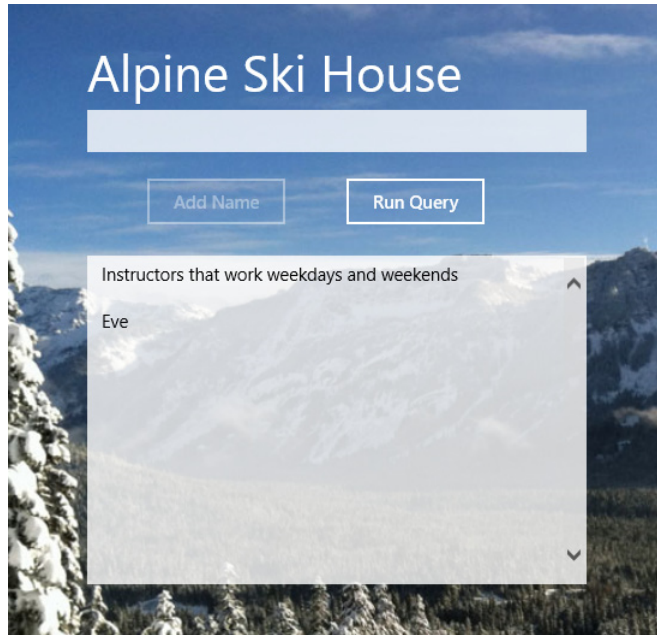 Alpine Ski House
Add Name
Run Query
Instructors that work weekdays and weekends
Eve